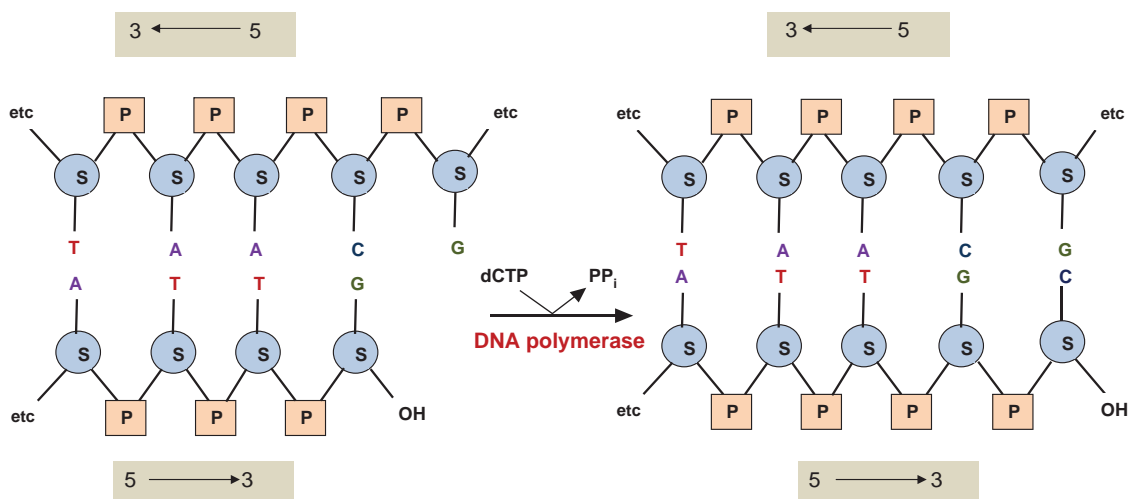 3 ← 5 3 ← 5
P P P P P P P P
etc etc etc etc
S S S S S S S S S S
T A A C G T A A C G
A T T G A T T G C
dCTP PPi
DNA polymerase
S S S S S S S S S
etc P P P OH etc P P P P OH
5 → 3 5 → 3